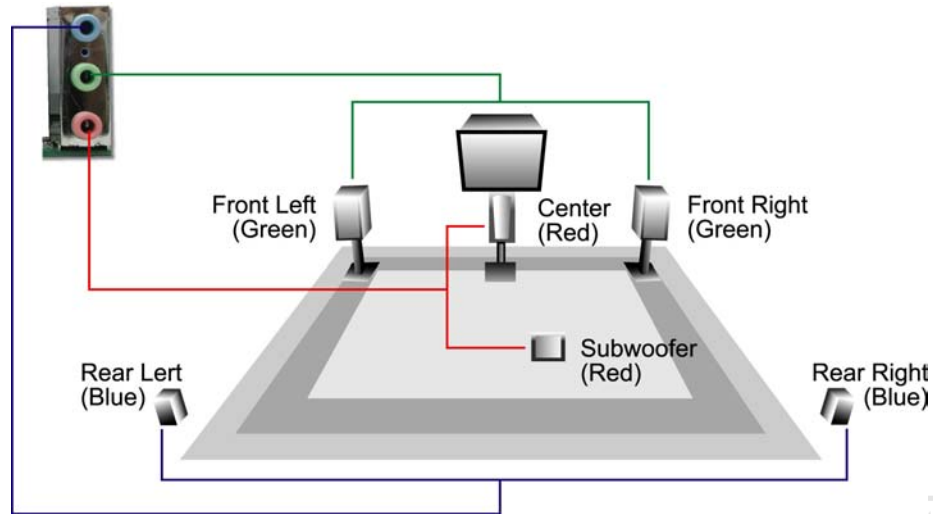 Front Left
(Green)
Center
(Red)
Front Right
(Green)
Subwoofer
(Red)
Rear Lert
(Blue)
Rear Right
(Blue)